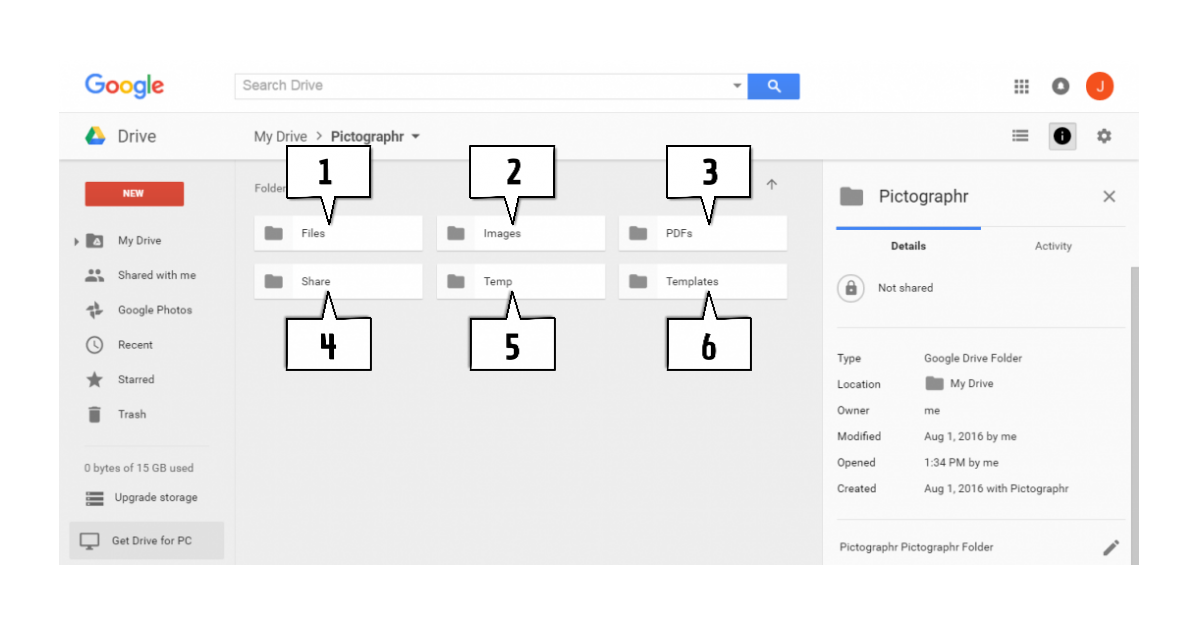 Google
Search Drive
J
Drive
My Drive > Pictographr
NEW
My Drive
Shared with me
Google Photos
Recent
Starred
Trash
0 bytes of 15 GB used
Upgrade storage
Get Drive for PC
1
2
3
Files
Images
PDFs
Share
Temp
Templates
4
5
6
Pictographr
Details
Activity
Not shared
Type Google Drive Folder
Location My Drive
Owner me
Modified Aug 1, 2016 by me
Opened 1:34 PM by me
Created Aug 1, 2016 with Pictographr
Pictographr Pictographr Folder